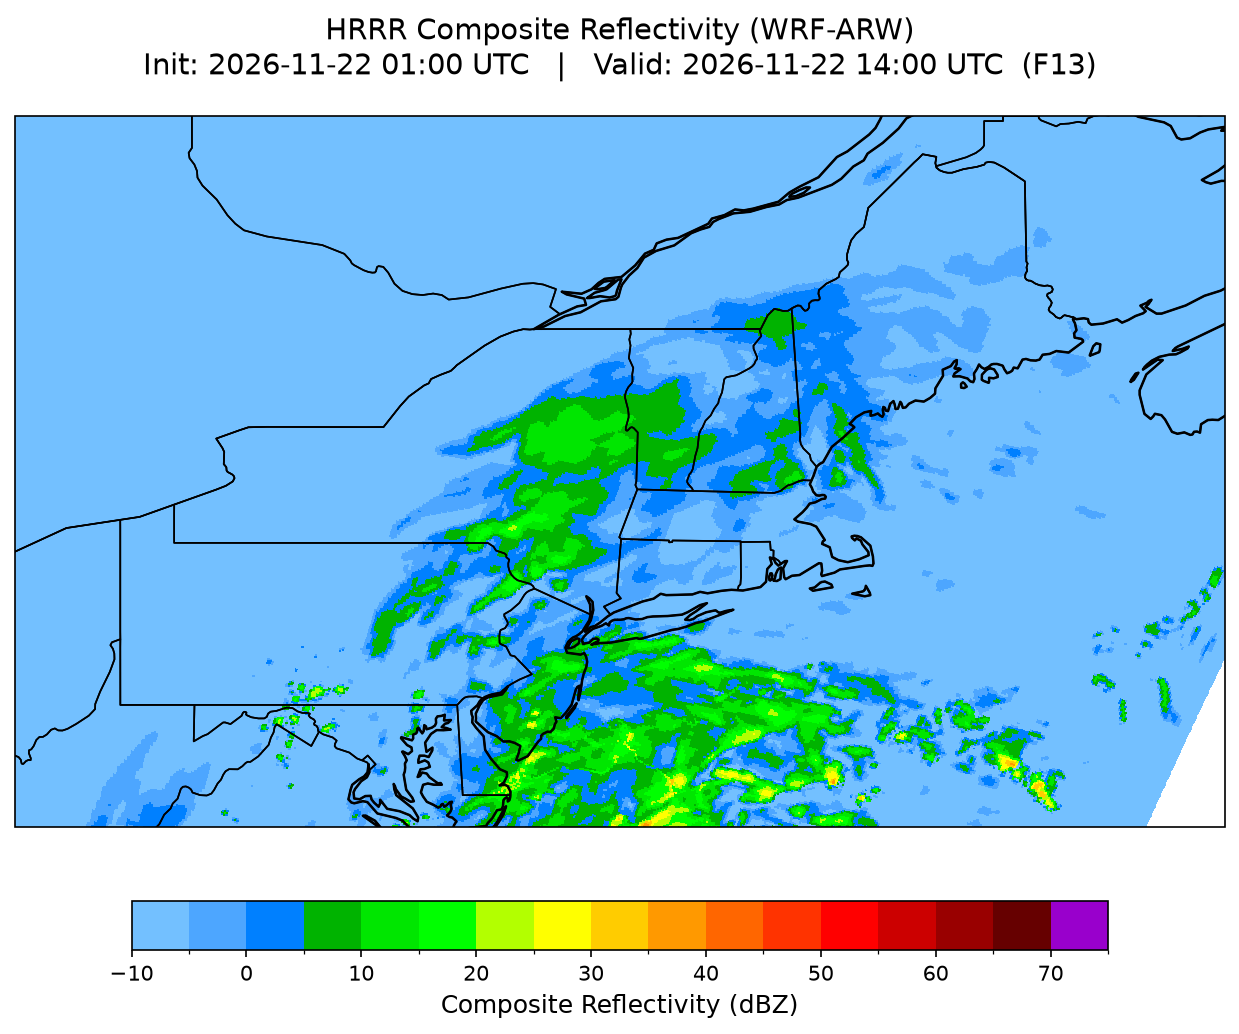 HRRR Composite Reflectivity (WRF-ARW)
Init: 2026-11-22 01:00 UTC   |   Valid: 2026-11-22 14:00 UTC  (F13)
−10 0 10 20 30 40 50 60 70
Composite Reflectivity (dBZ)